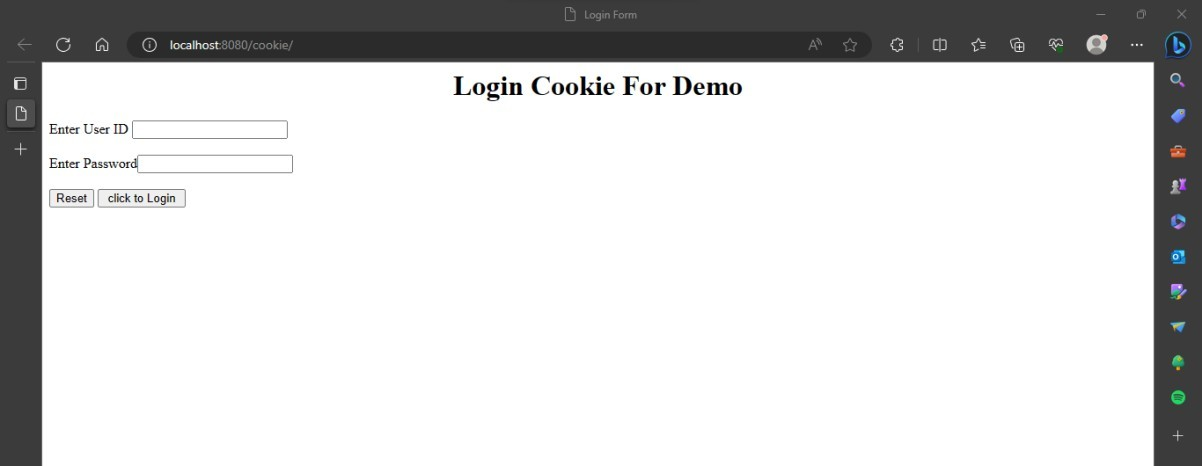 Login Form
localhost:8080/cookie/
Login Cookie For Demo
Enter User ID
Enter Password
Reset click to Login